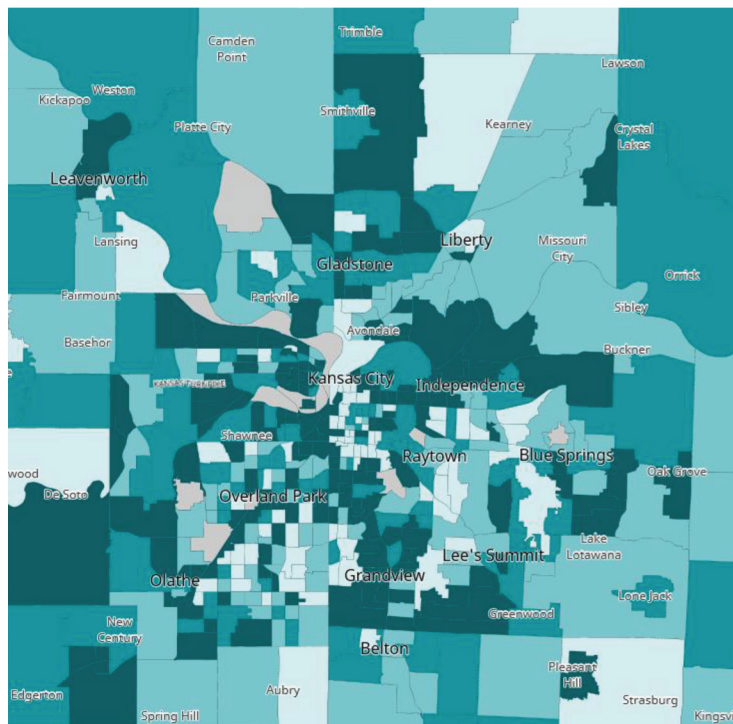 Trimble
Camden
Point
Lawson
Weston
Kickapoo
Smithville
Platte City
Kearney
Crystal
Lakes
Leavenworth
Lansing
Liberty
Missouri
City
Gladstone
Orrick
Fairmount
Parkville
Sibley
Avondale
Basehor
Buckner
e
Kansas City
KANSAS TURNPIKE
Independence
Shawnee
Raytown
Blue Springs
wood
Oak Grove
De Soto
Overland Park
Lake
Lotawana
Lee's Summit
Olathe
Grandview
Lone Jack
Greenwood
New
Century
Belton
Pleasant
Hill
Edgerton
Aubry
Strasburg
Spring Hill
Kingsv